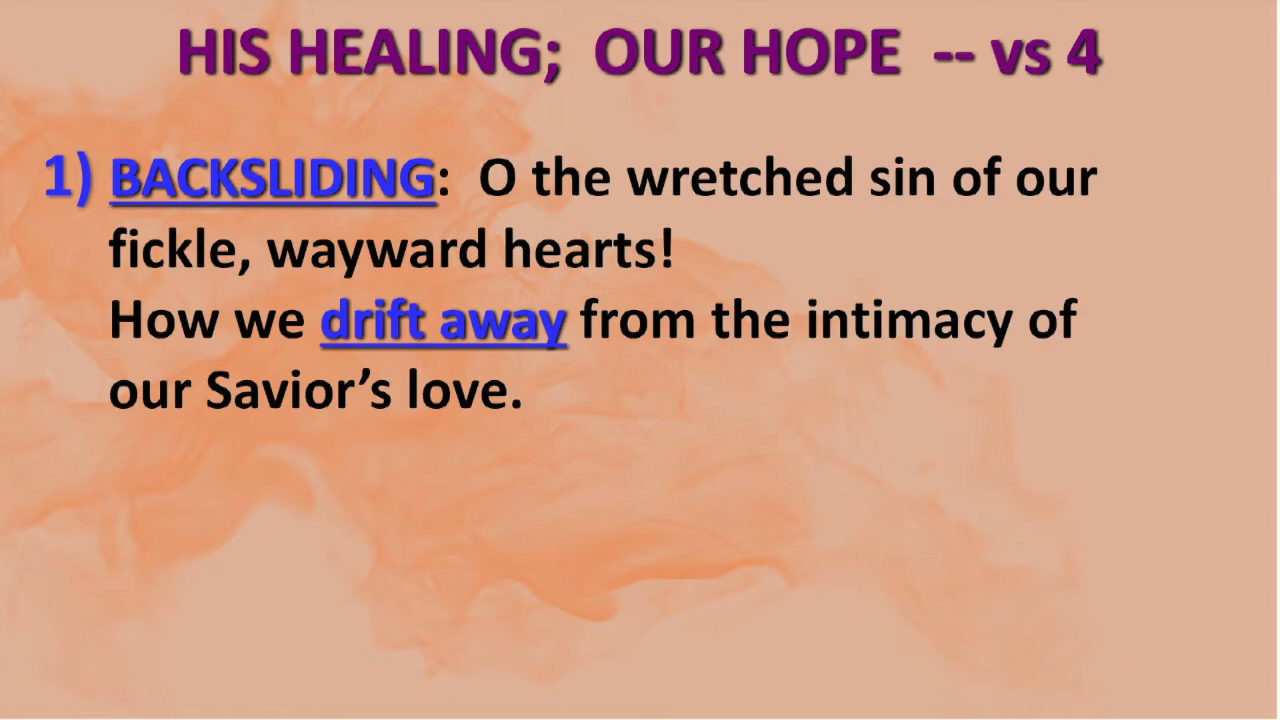 HIS HEALING;  OUR HOPE  -- vs 4
1) BACKSLIDING:  O the wretched sin of our
fickle, wayward hearts!
How we drift away from the intimacy of
our Savior’s love.